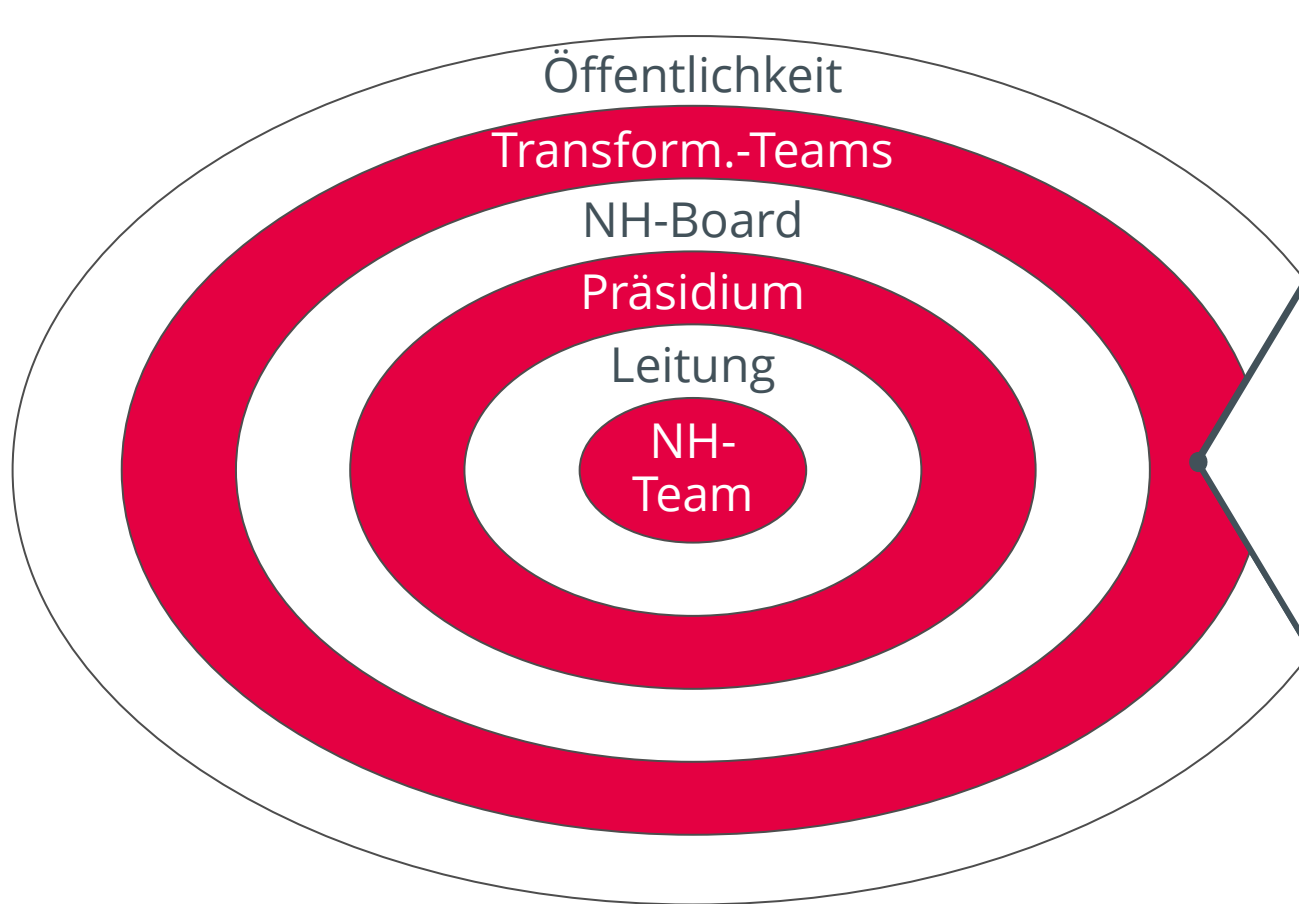 Öffentlichkeit
Transform.-Teams
NH-Board
Präsidium
Leitung
NH-
Team